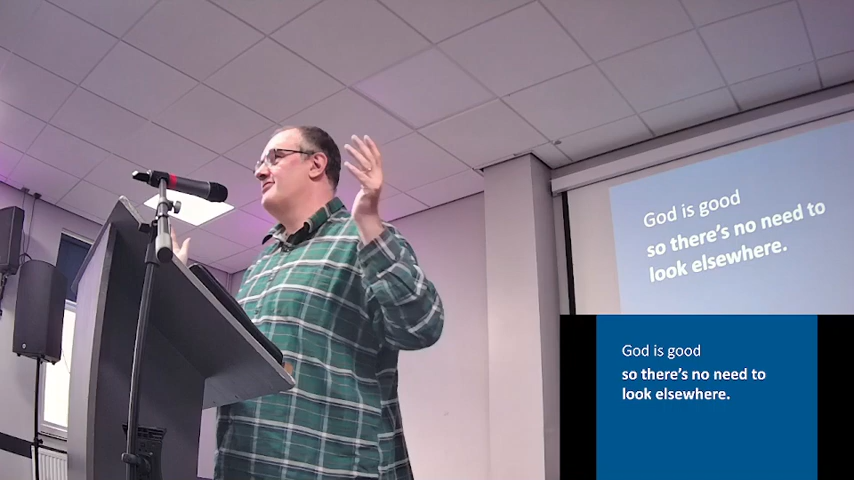 God is good
so there's no need to
look elsewhere.
God is good
so there's no need to
look elsewhere.